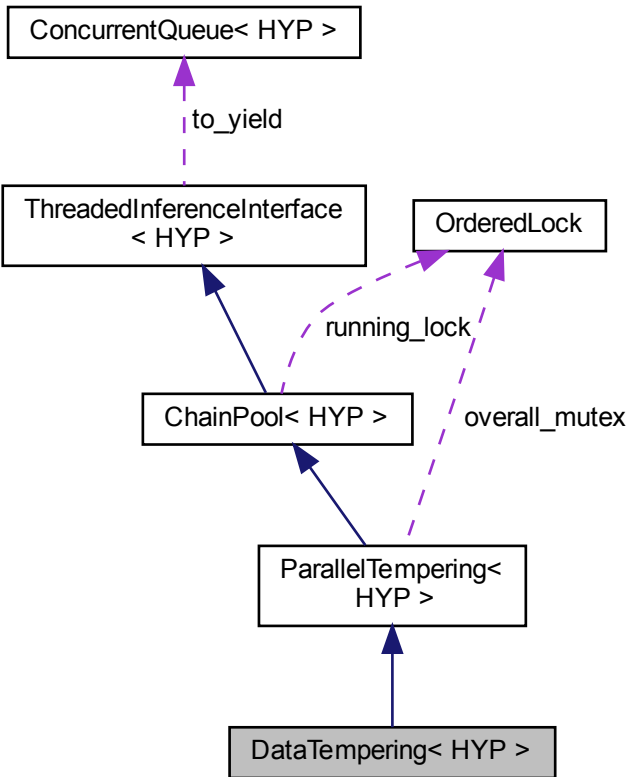 ConcurrentQueue< HYP >
to_yield
ThreadedInferenceInterface
< HYP >
OrderedLock
running_lock
ChainPool< HYP >
overall_mutex
ParallelTempering<
HYP >
DataTempering< HYP >